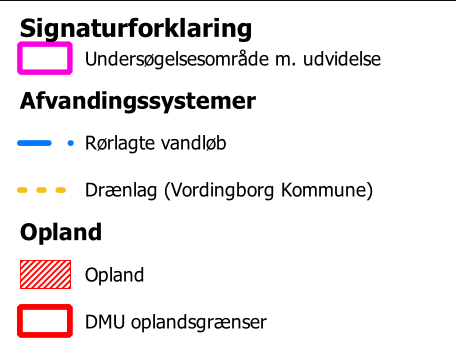 Signaturforklaring
Undersøgelsesområde m. udvidelse
Afvandingssystemer
Rørlagte vandløb
Drænlag (Vordingborg Kommune)
Opland
Opland
DMU oplandsgrænser